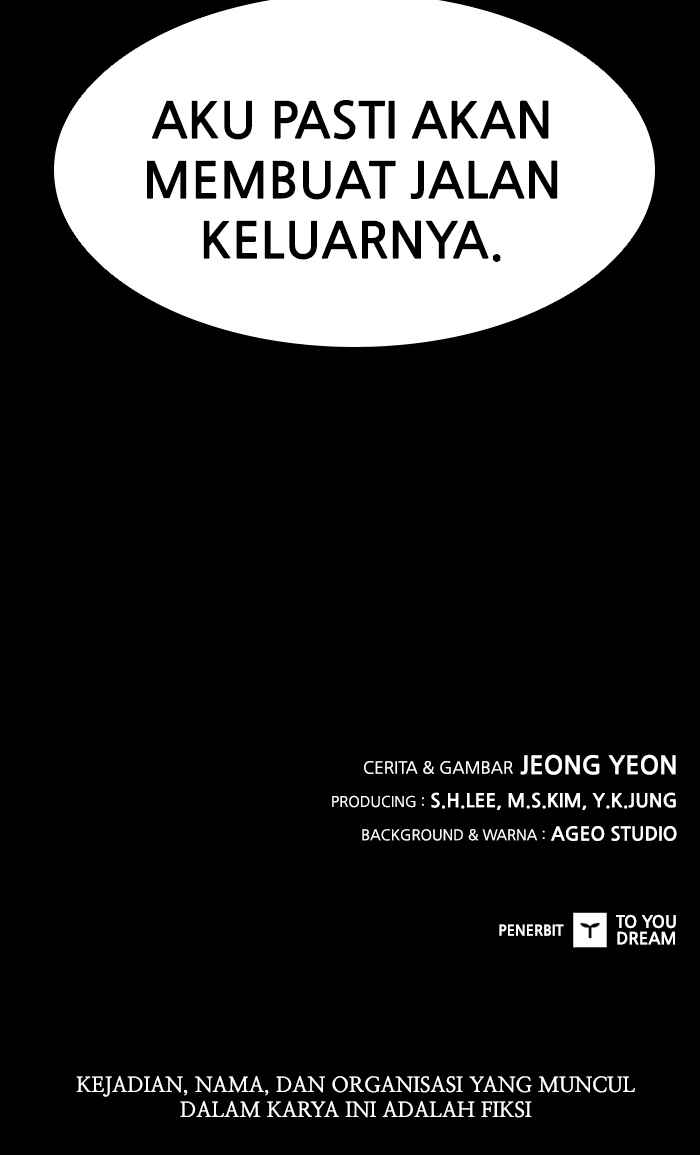 AKU PASTI AKAN
MEMBUAT JALAN
KELUARNYA.
CERITA & GAMBAR JEONG YEON
PRODUCING : S.H.LEE, M.S.KIM, Y.K.JUNG
BACKGROUND & WARNA : AGEO STUDIO
PENERBIT TO YOU
DREAM
KEJADIAN, NAMA, DAN ORGANISASI YANG MUNCUL
DALAM KARYA INI ADALAH FIKSI